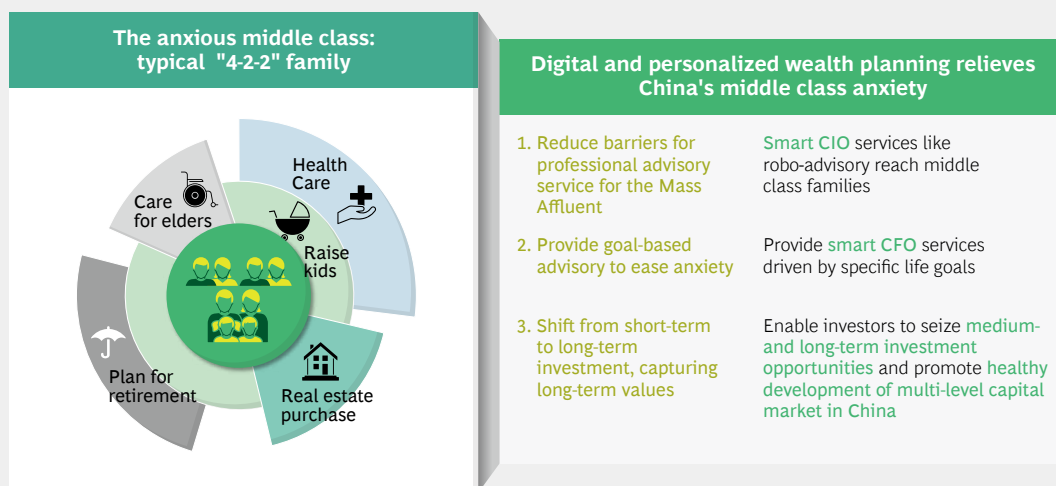 The anxious middle class:
typical "4-2-2" family
Health
Care
Care
for elders
Raise
kids
Plan for
retirement
Real estate
purchase
Digital and personalized wealth planning relieves
China's middle class anxiety
1. Reduce barriers for
professional advisory
service for the Mass
Affluent
Smart CIO services like
robo-advisory reach middle
class families
2. Provide goal-based
advisory to ease anxiety
Provide smart CFO services
driven by specific life goals
3. Shift from short-term
to long-term
investment, capturing
long-term values
Enable investors to seize medium-
and long-term investment
opportunities and promote healthy
development of multi-level capital
market in China